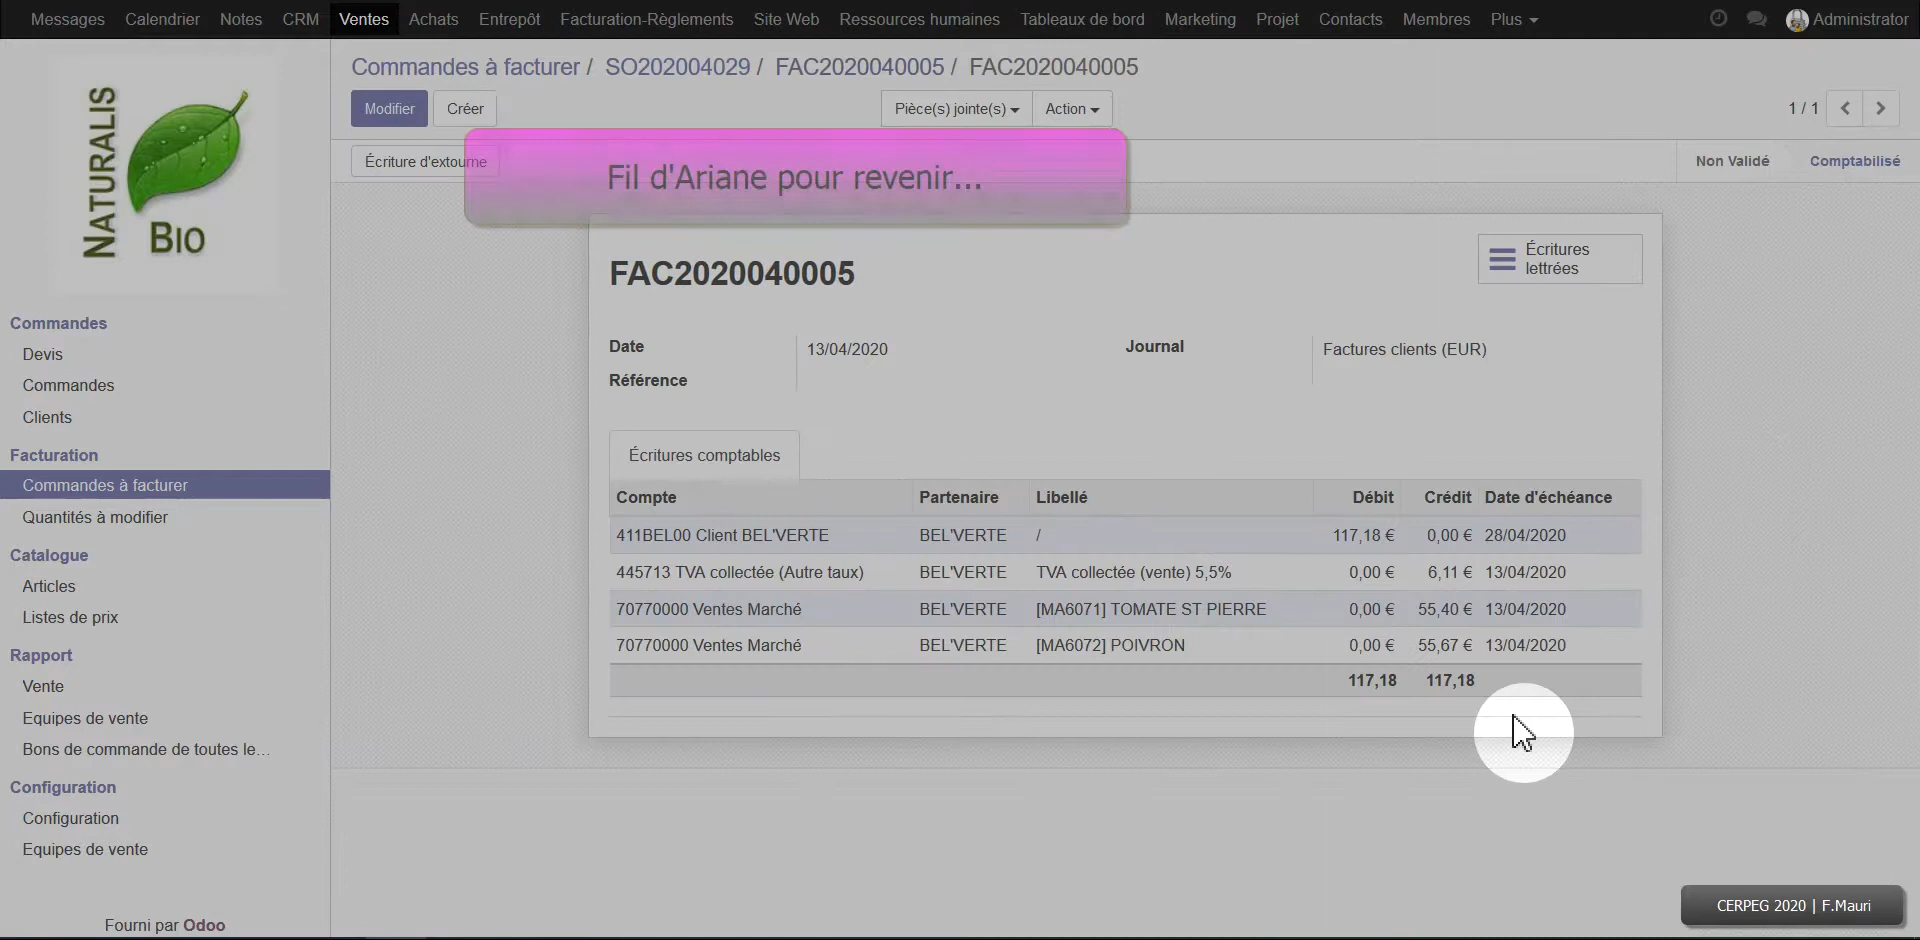 Messages Calendrier Notes CRM Ventes Achats Entrepôt Facturation-Règlements Site Web Ressources humaines Tableaux de bord Marketing Projet Contacts Membres Plus Administrator
NATURALIS
BIO
Commandes à facturer / SO202004029 / FAC2020040005 / FAC2020040005
Modifier Créer Pièce(s) jointe(s) Action 1 / 1
Écriture d'extourne Non Validé Comptabilisé
Fil d'Ariane pour revenir...
Commandes
Devis
Commandes
Clients
Facturation
Commandes à facturer
Quantités à modifier
Catalogue
Articles
Listes de prix
Rapport
Vente
Equipes de vente
Bons de commande de toutes le...
Configuration
Configuration
Equipes de vente
Fourni par Odoo
Écritures
lettrées
FAC2020040005
Date 13/04/2020 Journal Factures clients (EUR)
Référence
Écritures comptables
Compte Partenaire Libellé Débit Crédit Date d'échéance
411BEL00 Client BEL'VERTE BEL'VERTE / 117,18 € 0,00 € 28/04/2020
445713 TVA collectée (Autre taux) BEL'VERTE TVA collectée (vente) 5,5% 0,00 € 6,11 € 13/04/2020
70770000 Ventes Marché BEL'VERTE [MA6071] TOMATE ST PIERRE 0,00 € 55,40 € 13/04/2020
70770000 Ventes Marché BEL'VERTE [MA6072] POIVRON 0,00 € 55,67 € 13/04/2020
117,18 117,18
CERPEG 2020 | F.Mauri